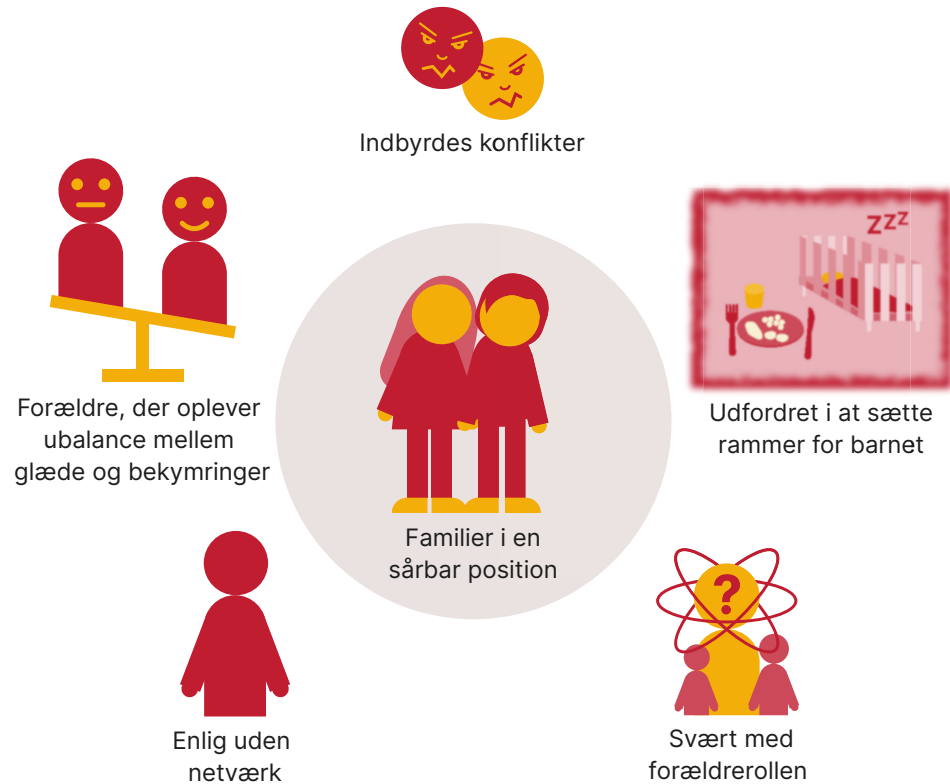 Indbyrdes konflikter
zzz
Forældre, der oplever
ubalance mellem
glæde og bekymringer
Udfordret i at sætte
rammer for barnet
Familier i en
sårbar position
?
Enlig uden
netværk
Svært med
forældrerollen